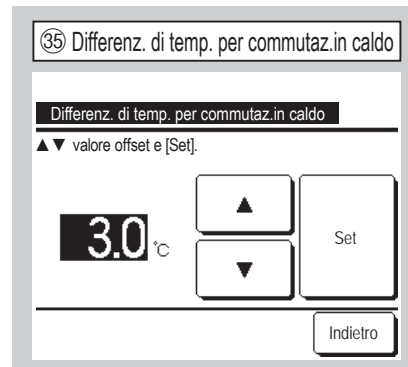 ㉟ Differenz. di temp. per commutaz.in caldo
Differenz. di temp. per commutaz.in caldo
▲▼ valore offset e [Set].
▲
3.0 °C
Set
▼
Indietro